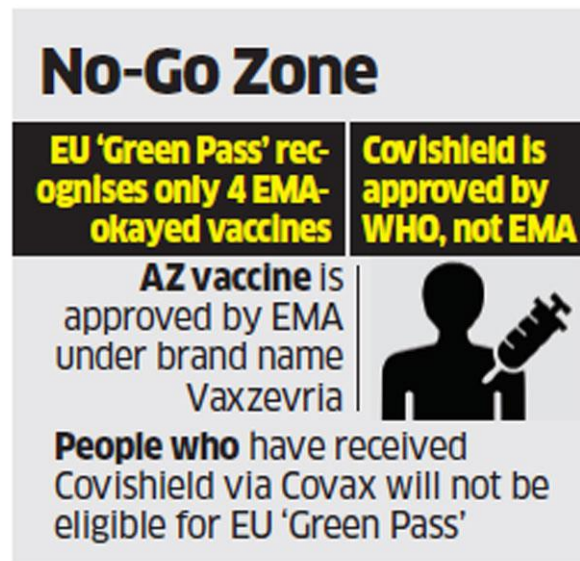 No-Go Zone
EU ‘Green Pass’ rec-
ognises only 4 EMA-
okayed vaccines
Covishield is
approved by
WHO, not EMA
AZ vaccine is
approved by EMA
under brand name
Vaxzevria
People who have received
Covishield via Covax will not be
eligible for EU ‘Green Pass’